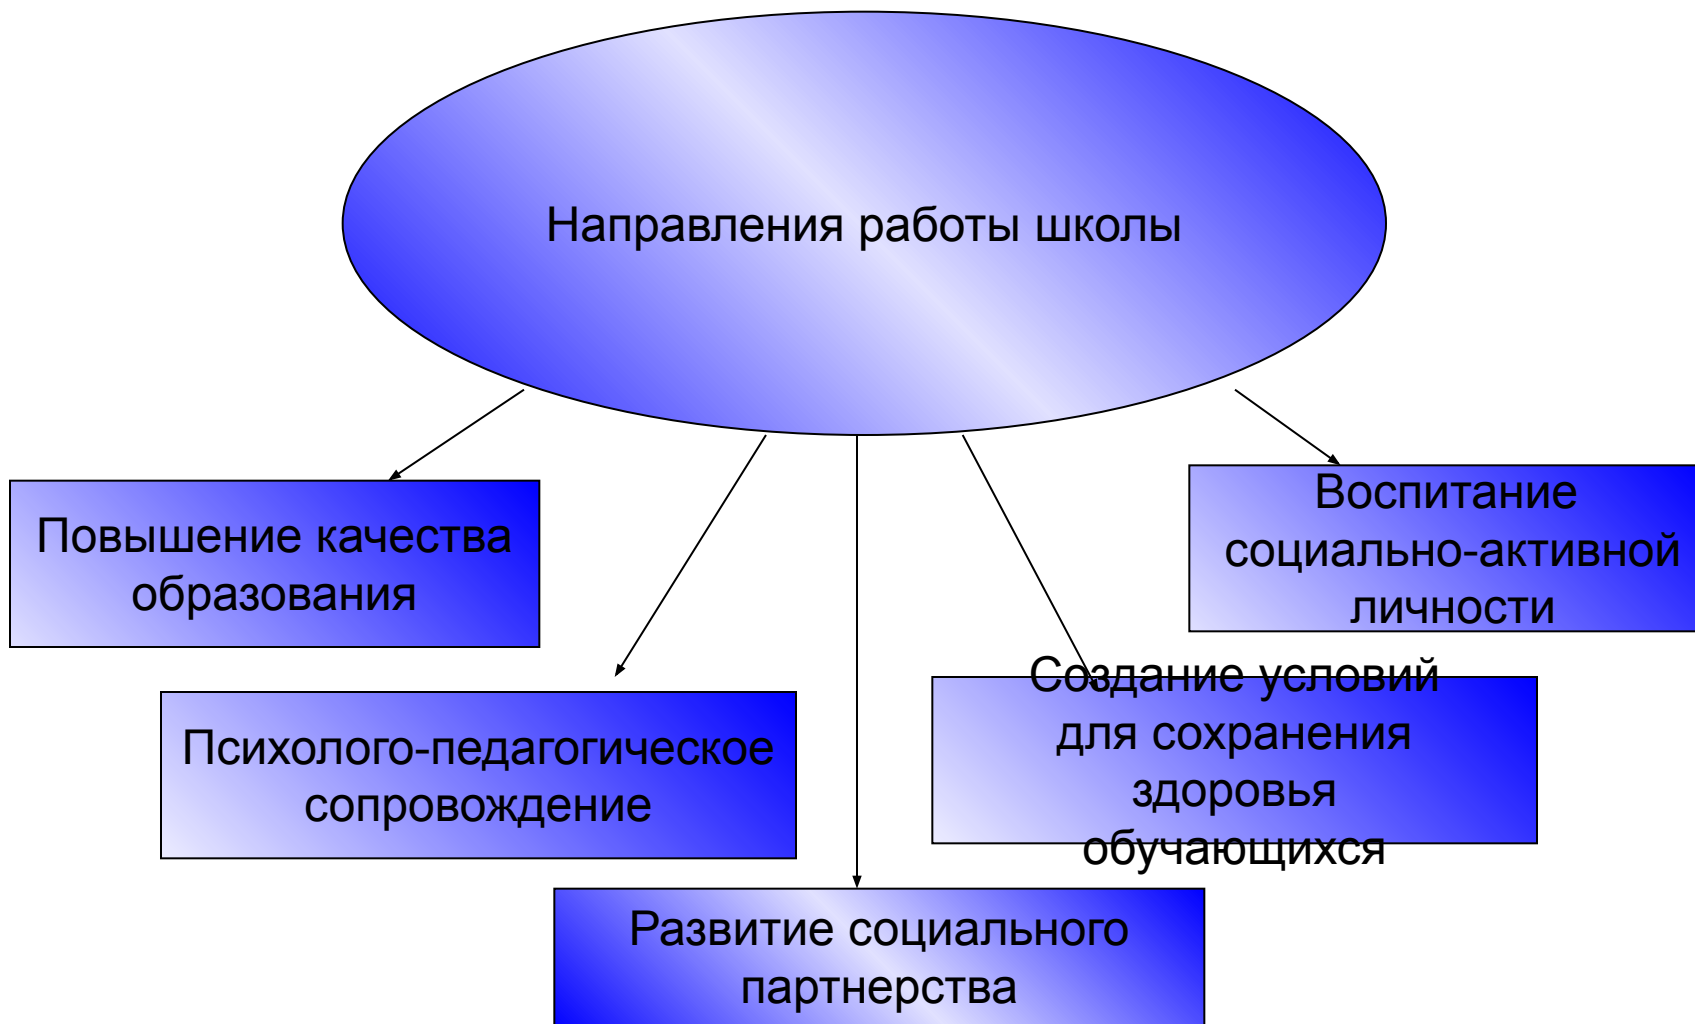 Направления работы школы
Повышение качества
образования
Воспитание
социально-активной
личности
Психолого-педагогическое
сопровождение
Создание условий
для сохранения
здоровья
обучающихся
Развитие социального
партнерства